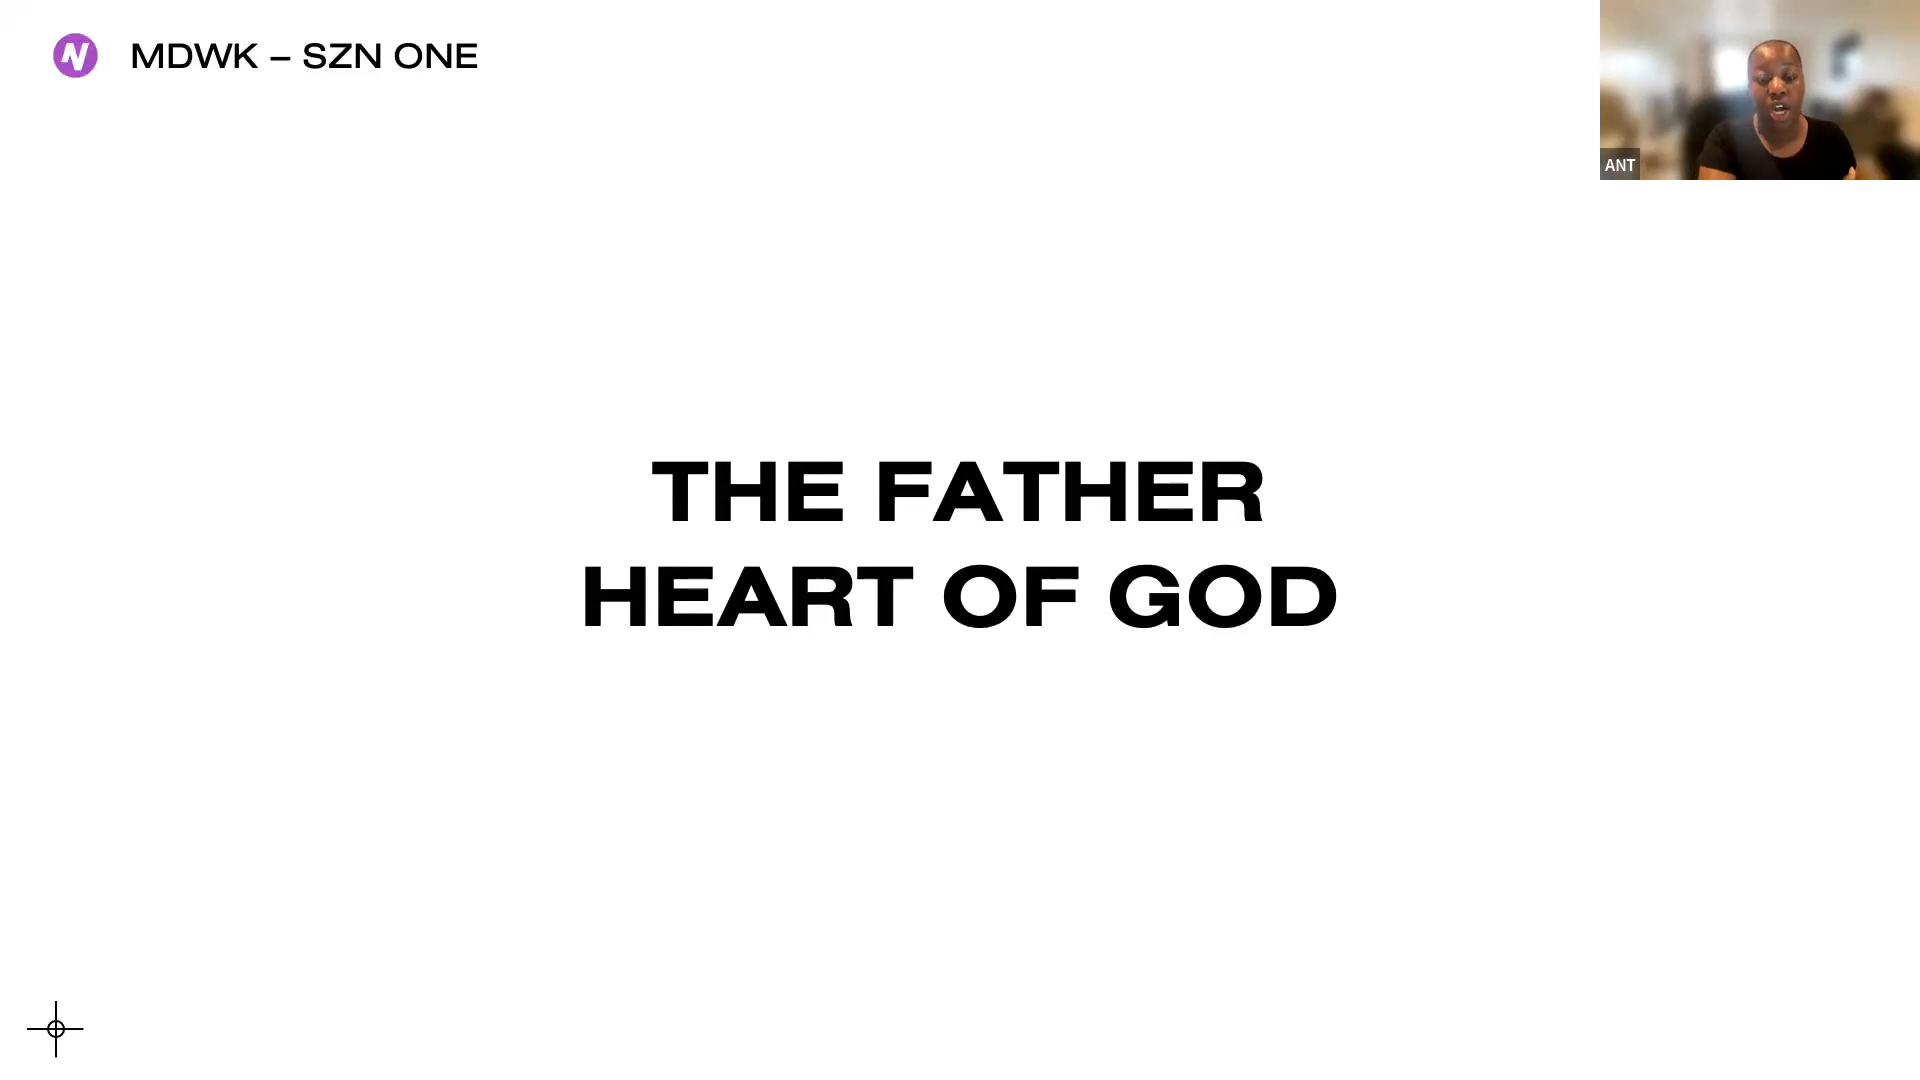 N MDWK – SZN ONE
ANT
THE FATHER
HEART OF GOD